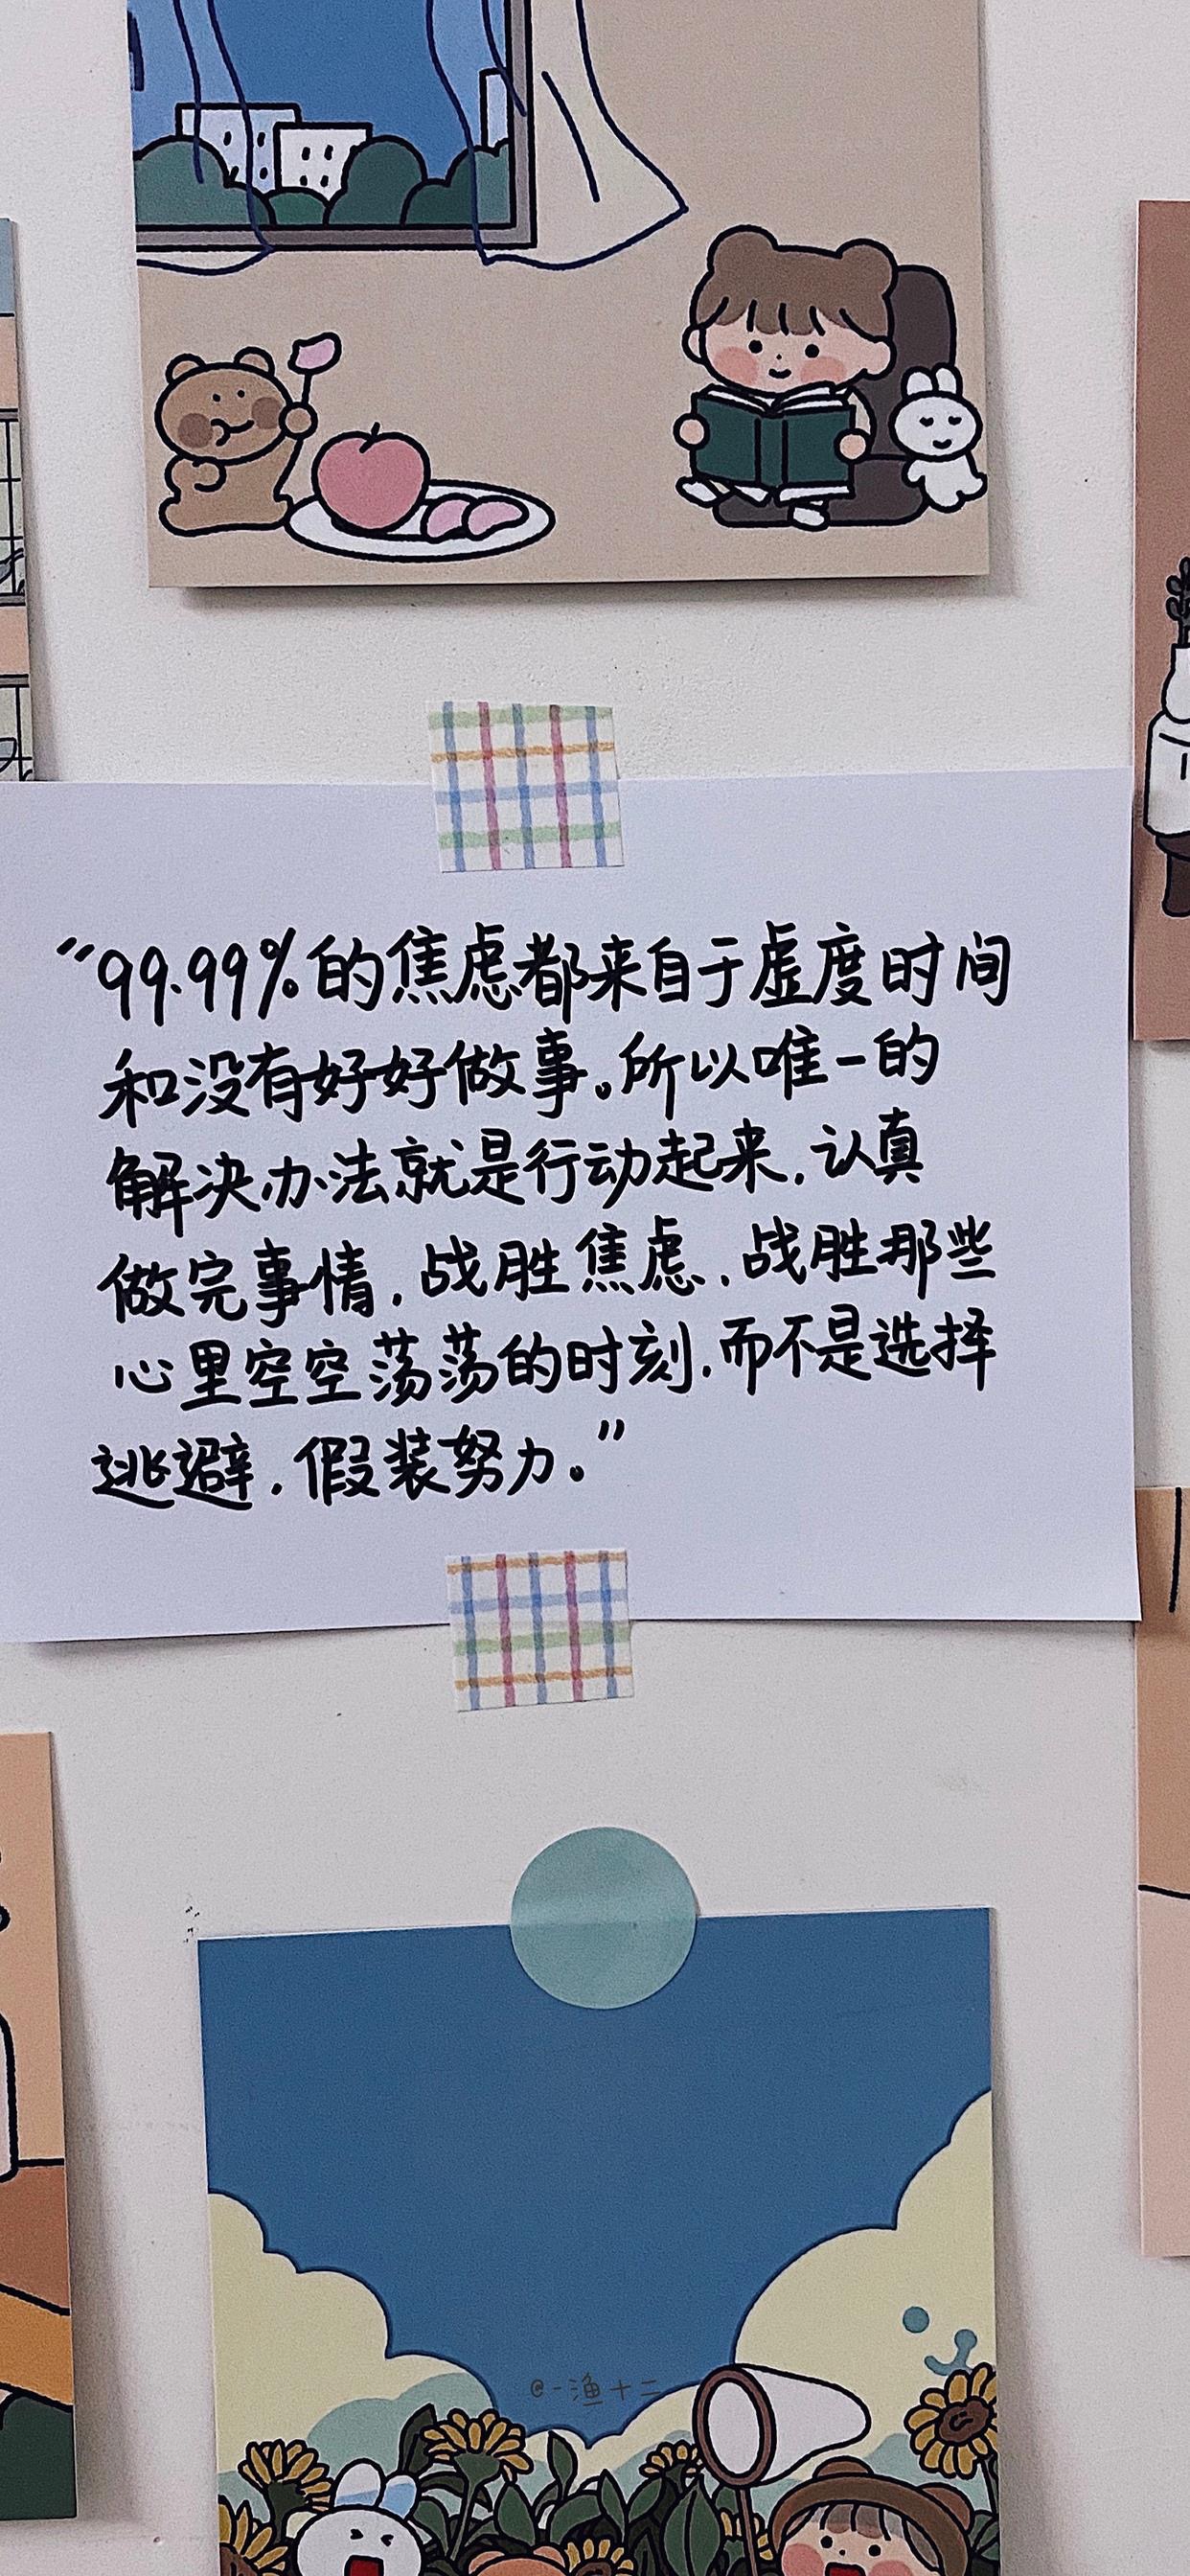 “99.99%的焦虑都来自于虚度时间
和没有好好做事。所以唯一的
解决办法就是行动起来,认真
做完事情,战胜焦虑,战胜那些
心里空空荡荡的时刻,而不是选择
逃避,假装努力。”
@一渔十二